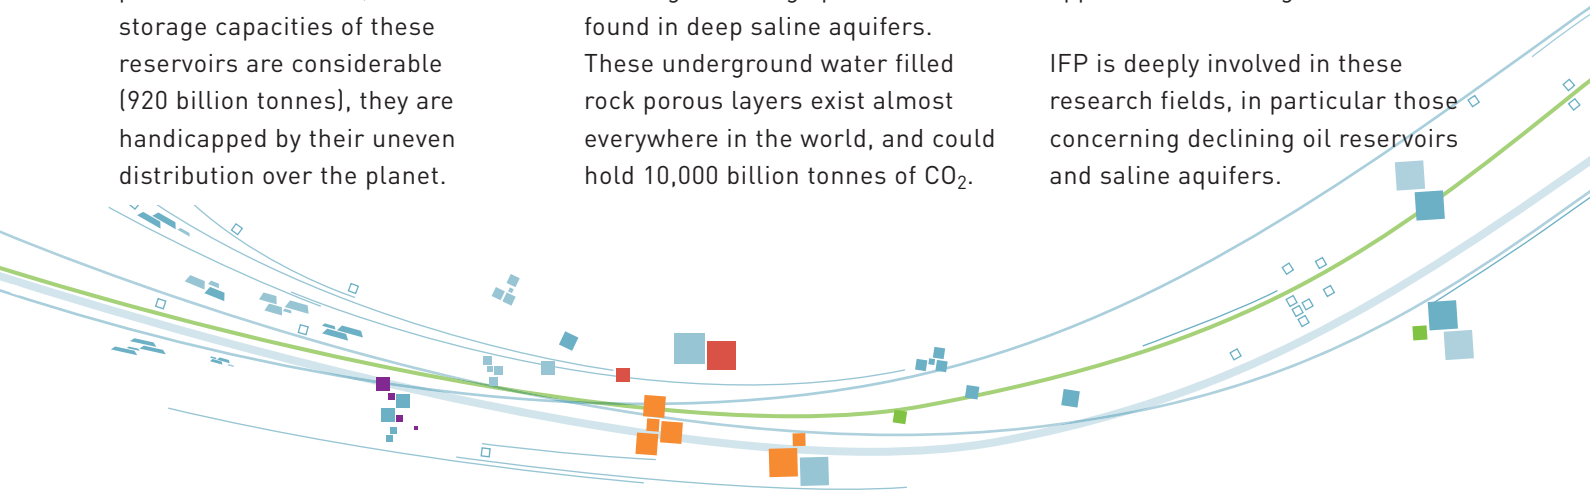 storage capacities of these
reservoirs are considerable
(920 billion tonnes), they are
handicapped by their uneven
distribution over the planet.
found in deep saline aquifers.
These underground water filled
rock porous layers exist almost
everywhere in the world, and could
hold 10,000 billion tonnes of CO₂.
IFP is deeply involved in these
research fields, in particular those
concerning declining oil reservoirs
and saline aquifers.